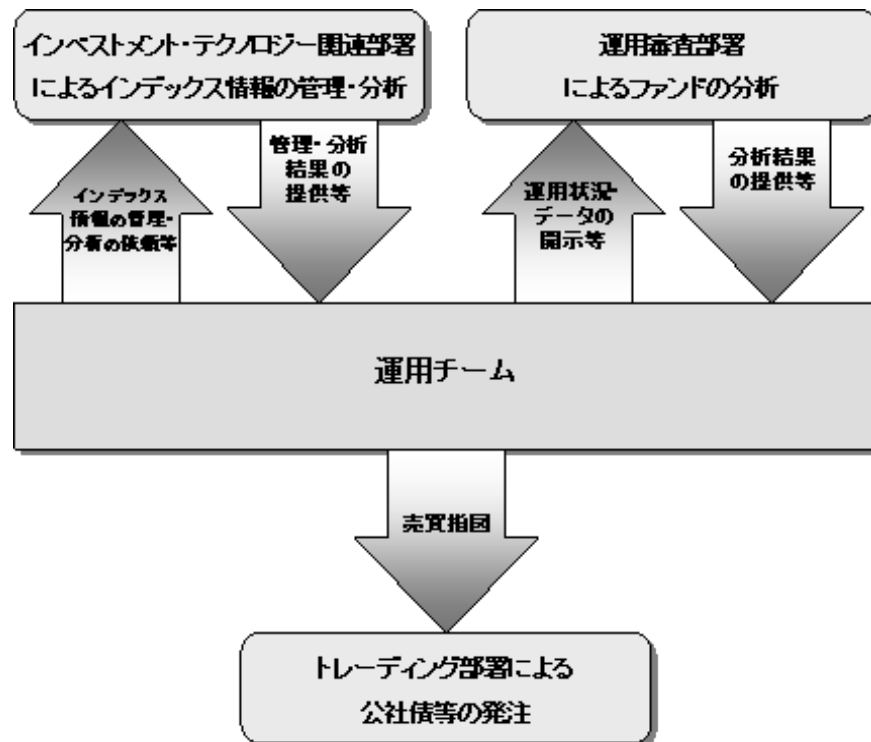 インベストメント・テクノロジー関連部署
によるインデックス情報の管理・分析
運用審査部署
によるファンドの分析
インデックス
情報の管理・
分析の依頼等
管理・分析
結果の
提供等
運用状況・
データの
開示等
分析結果
の提供等
運用チーム
売買指図
トレーディング部署による
公社債等の発注